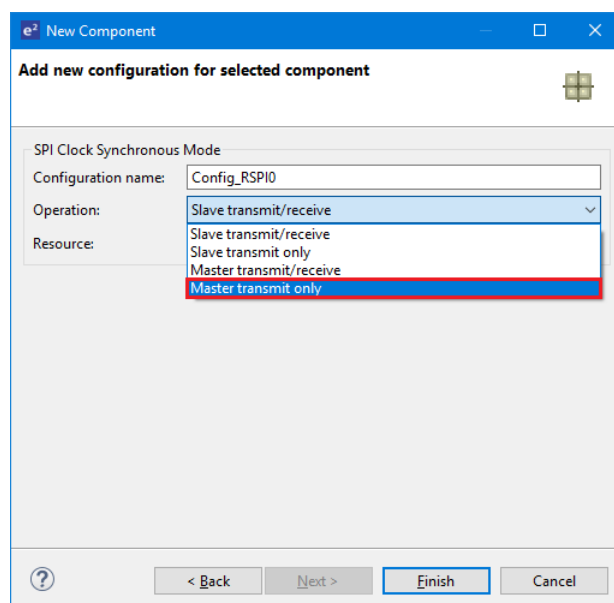 e² New Component
Add new configuration for selected component
SPI Clock Synchronous Mode
Configuration name: Config_RSPI0
Operation: Slave transmit/receive
Slave transmit/receive
Slave transmit only
Resource:
Master transmit/receive
Master transmit only
? < Back Next > Finish Cancel